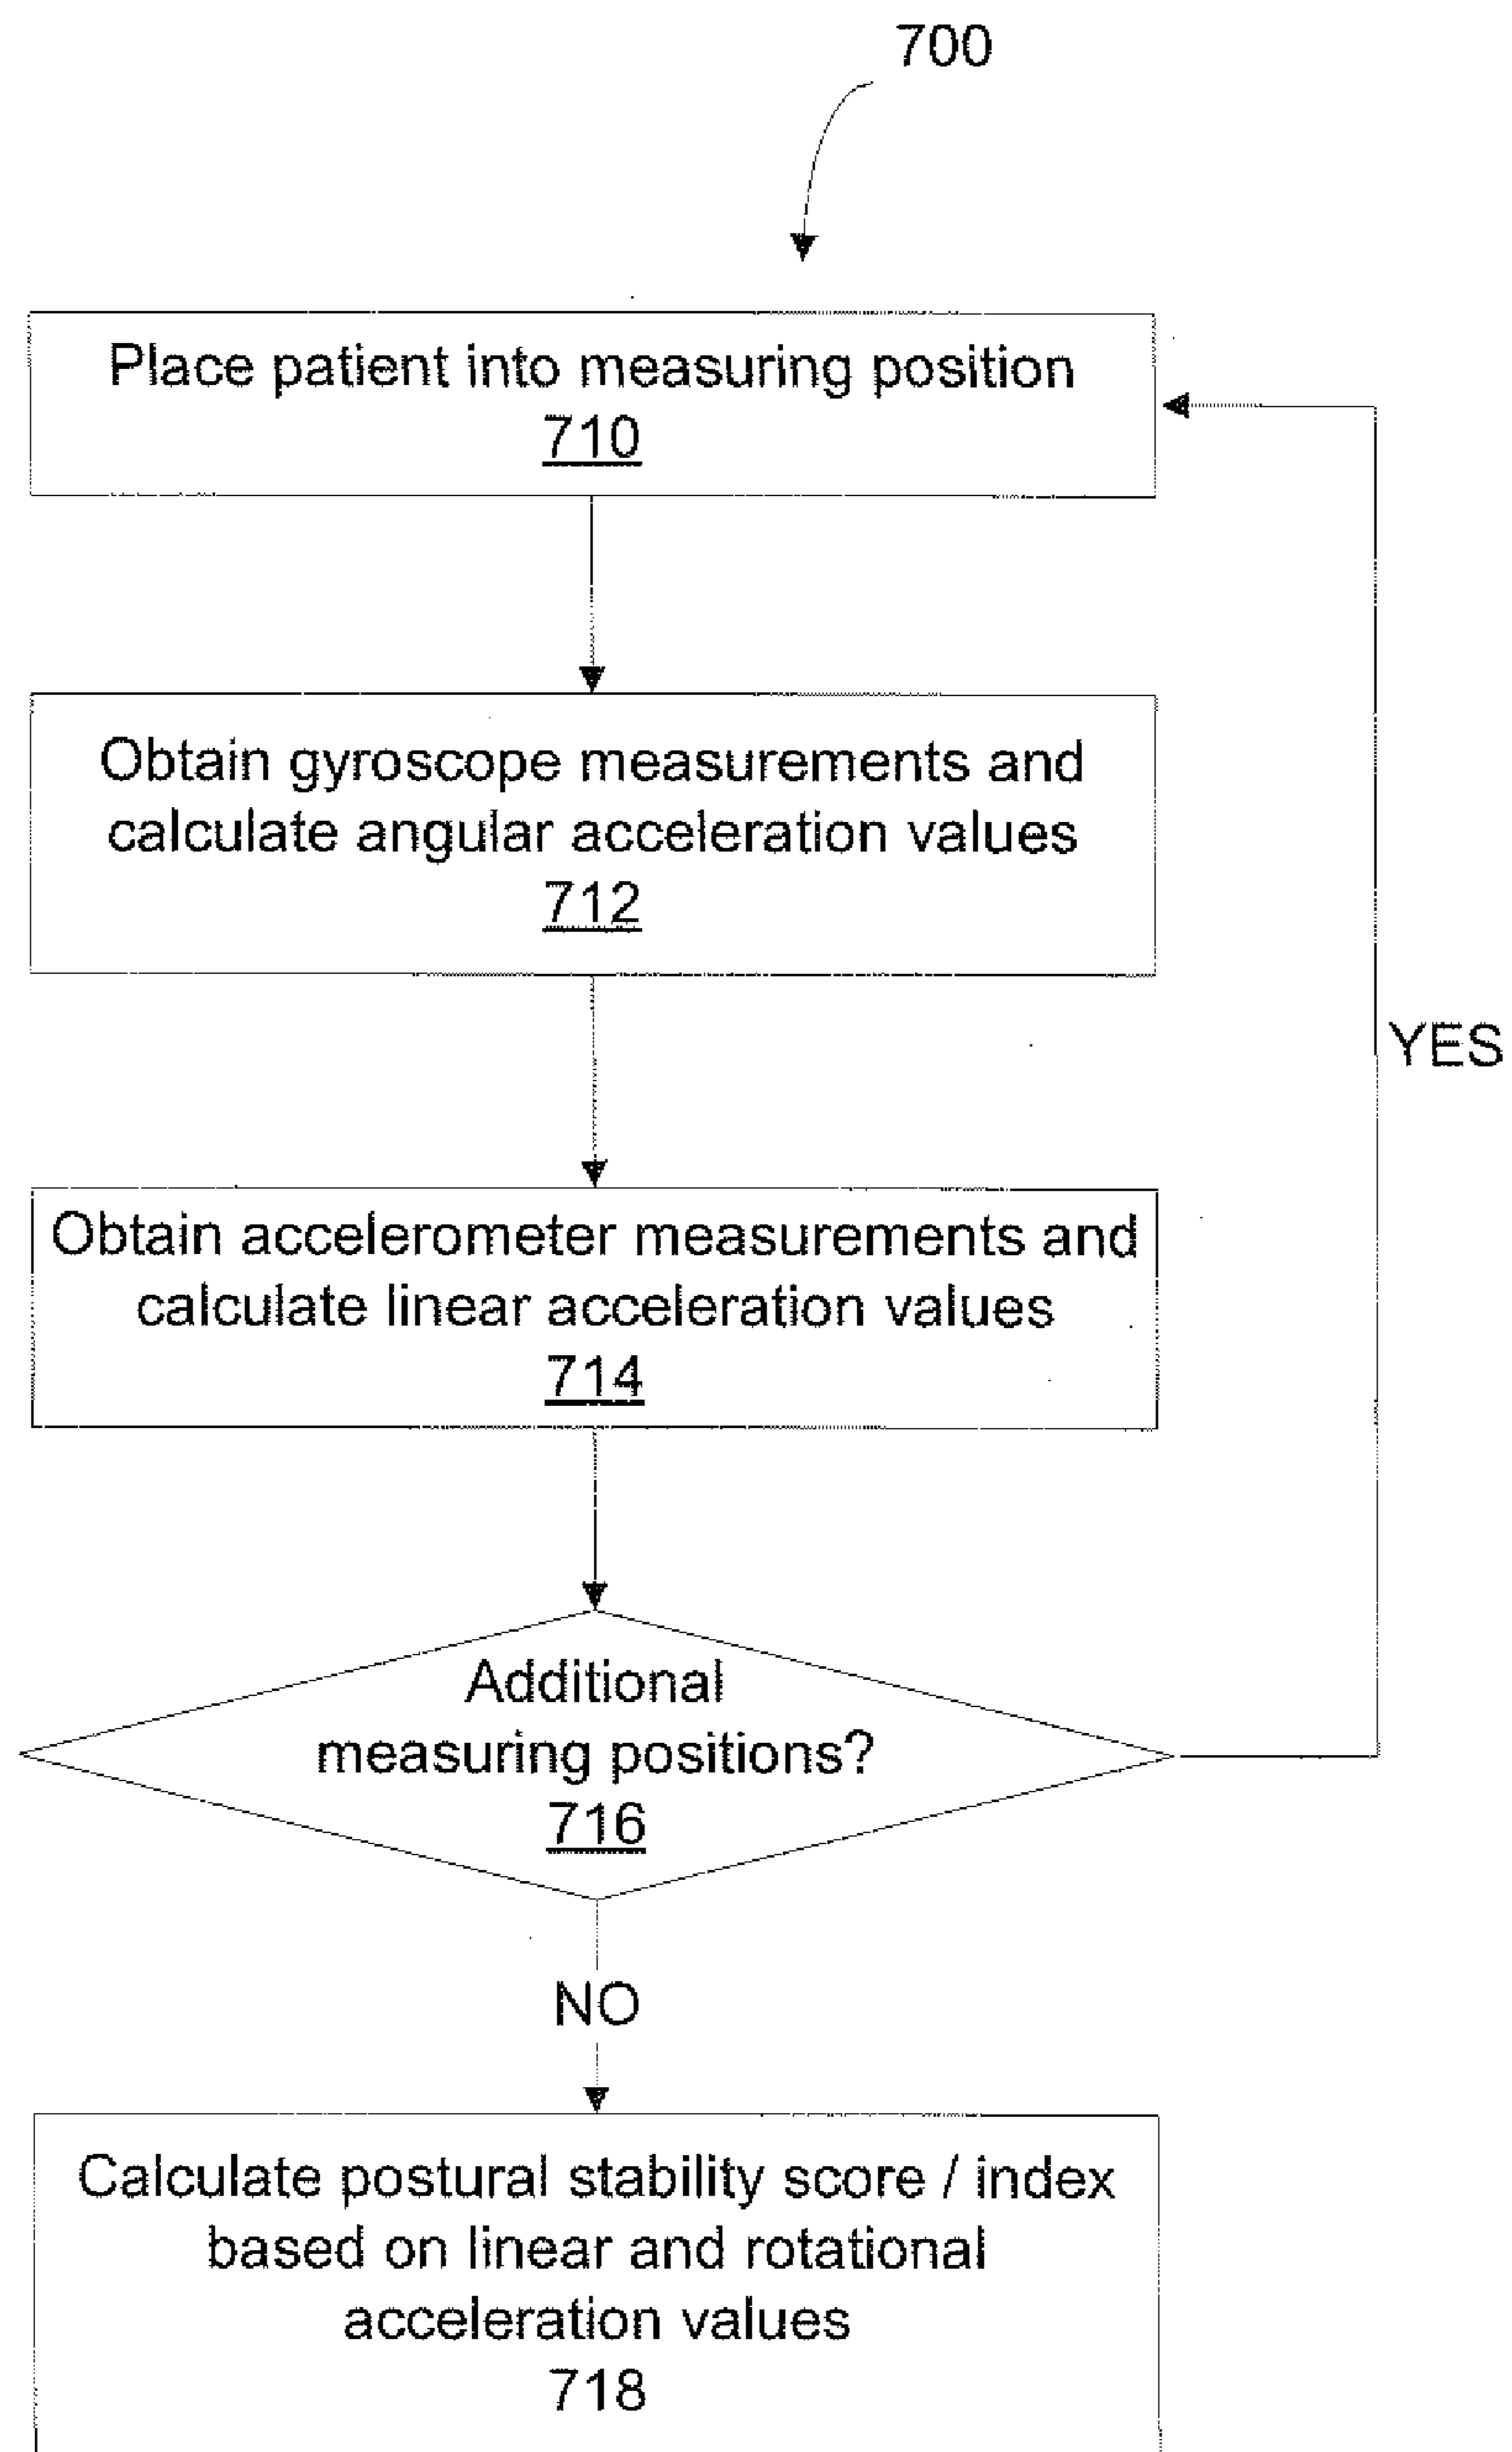 700
Place patient into measuring position
710
Obtain gyroscope measurements and
calculate angular acceleration values
712
YES
Obtain accelerometer measurements and
calculate linear acceleration values
714
Additional
measuring positions?
716
NO
Calculate postural stability score / index
based on linear and rotational
acceleration values
718